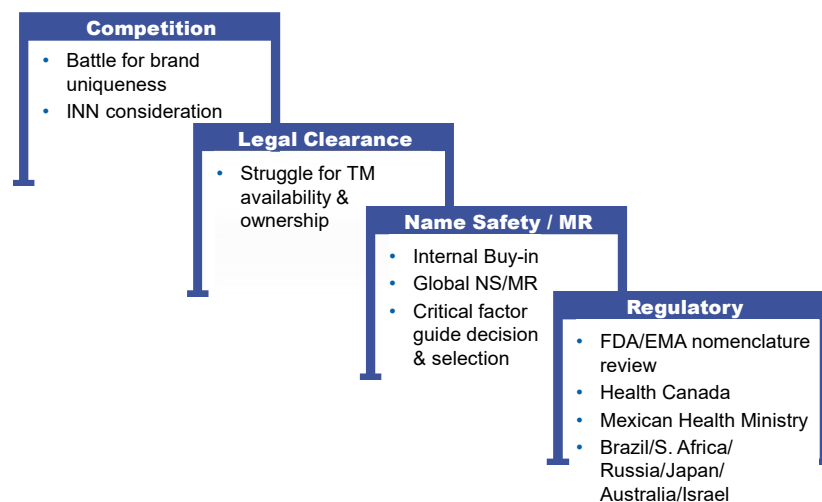 Competition
• Battle for brand
uniqueness
• INN consideration
Legal Clearance
• Struggle for TM
availability &
ownership
Name Safety / MR
• Internal Buy-in
• Global NS/MR
• Critical factor
guide decision
& selection
Regulatory
• FDA/EMA nomenclature
review
• Health Canada
• Mexican Health Ministry
• Brazil/S. Africa/
Russia/Japan/
Australia/Israel